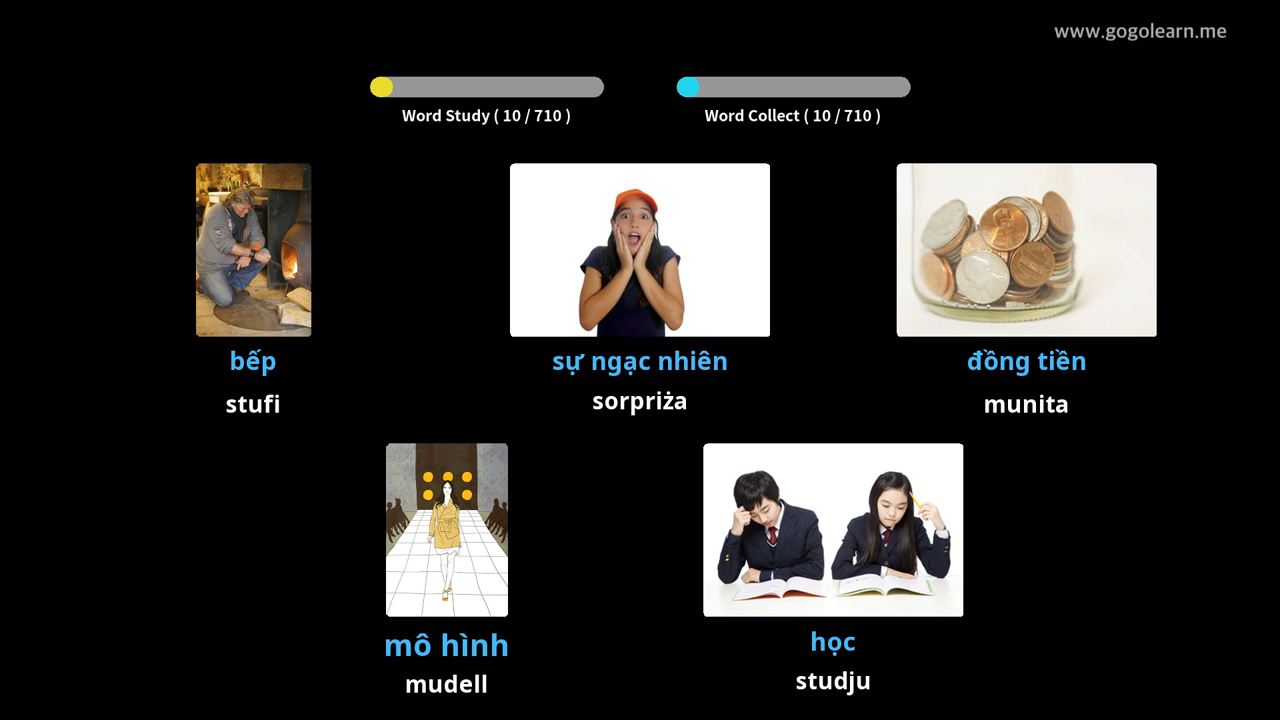 www.gogolearn.me
Word Study ( 10 / 710 )
Word Collect ( 10 / 710 )
bếp
stufi
sự ngạc nhiên
sorpriża
đồng tiền
munita
mô hình
mudell
học
studju